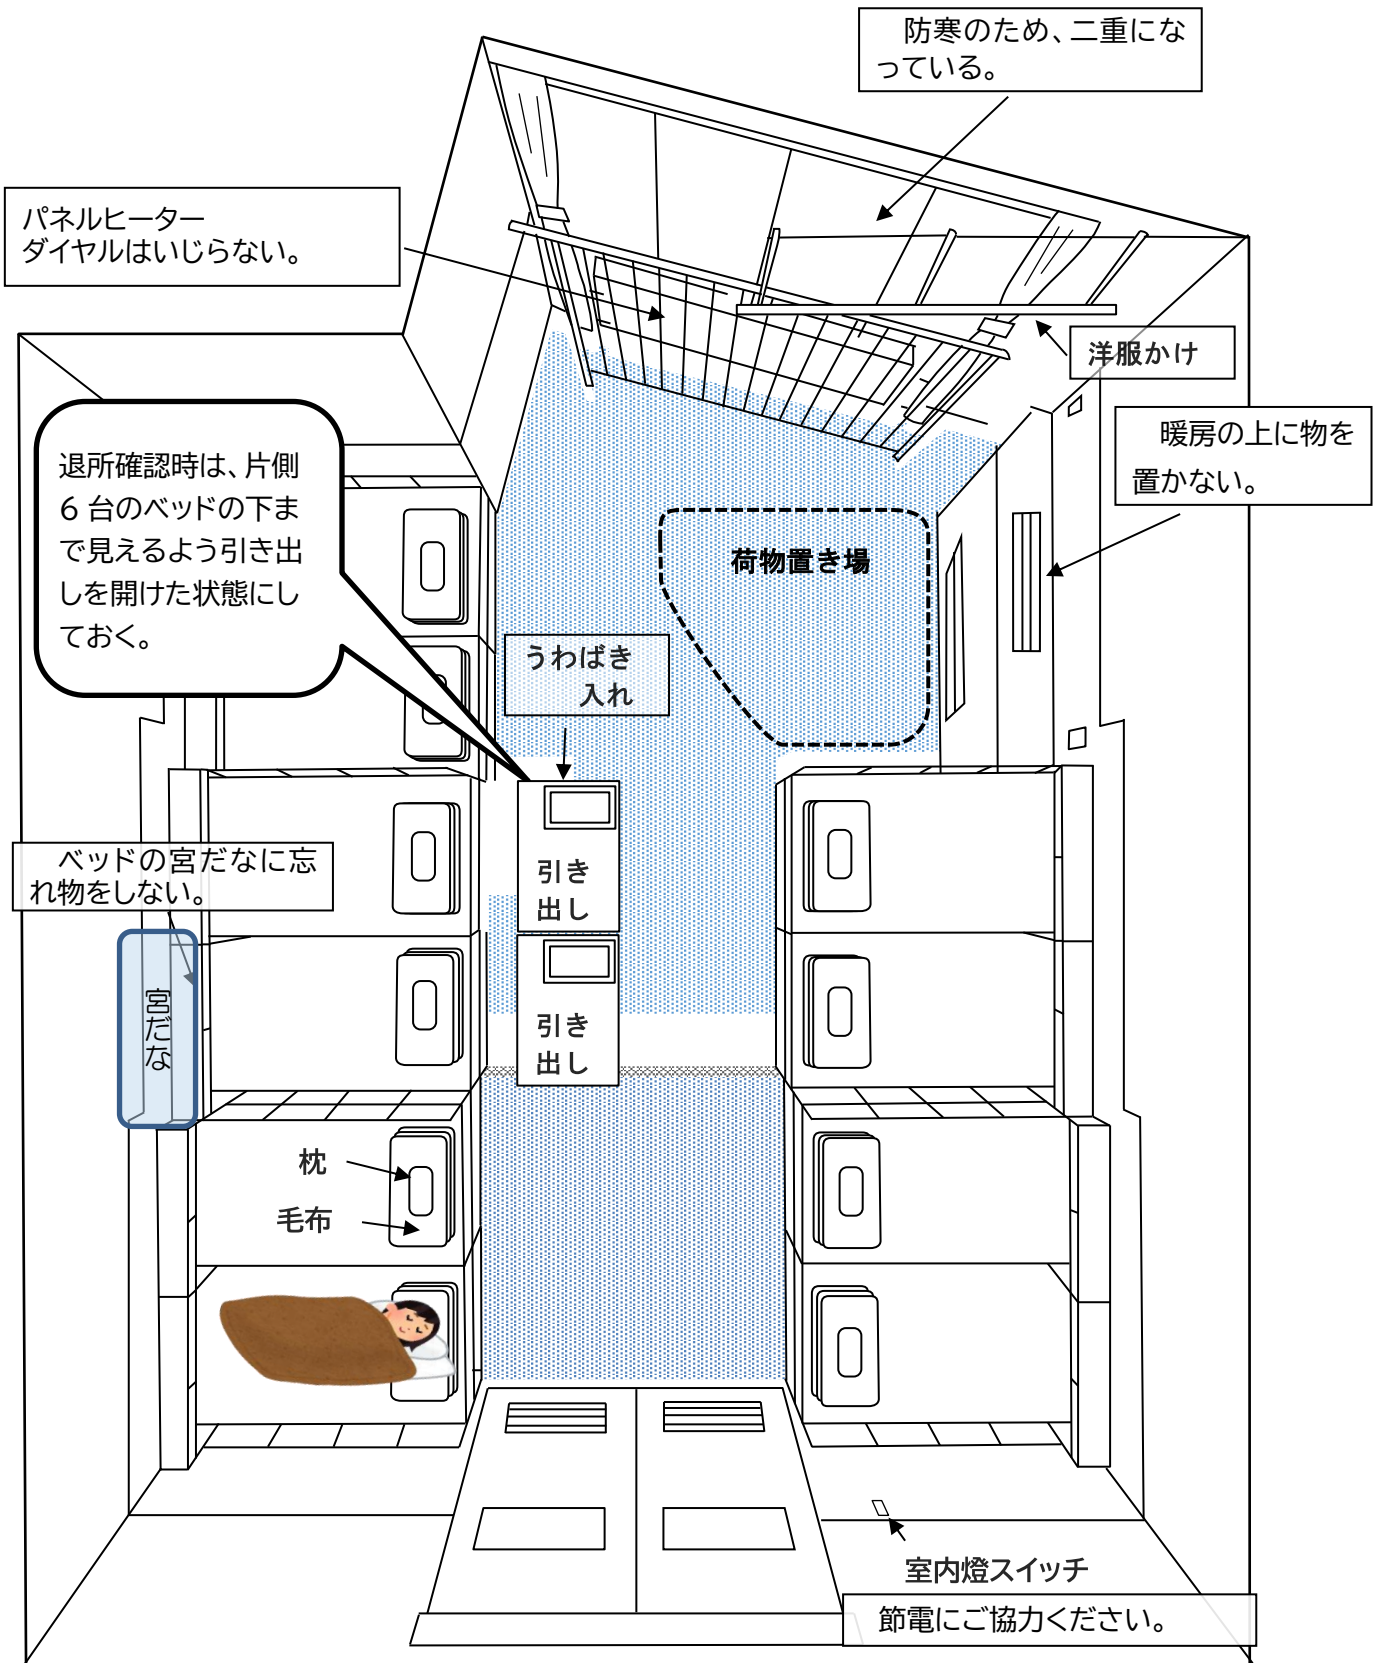 防寒のため、二重にな
っている。
パネルヒーター
ダイヤルはいじらない。
洋服かけ
暖房の上に物を
置かない。
退所確認時は、片側
6台のベッドの下ま
で見えるよう引き出
しを開けた状態にし
ておく。
荷物置き場
うわばき
入れ
ベッドの宮だなに忘
れ物をしない。
引き
出し
宮だな
引き
出し
枕
毛布
室内燈スイッチ
節電にご協力ください。